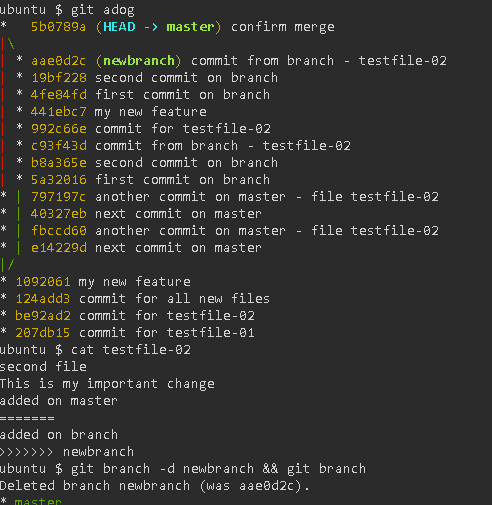 ubuntu $ git adog
*   5b0789a (HEAD -> master) confirm merge
|\
| * aae0d2c (newbranch) commit from branch - testfile-02
| * 19bf228 second commit on branch
| * 4fe84fd first commit on branch
| * 441ebc7 my new feature
| * 992c66e commit for testfile-02
| * c93f43d commit from branch - testfile-02
| * b8a365e second commit on branch
| * 5a32016 first commit on branch
* | 797197c another commit on master - file testfile-02
* | 40327eb next commit on master
* | fbccd60 another commit on master - file testfile-02
* | e14229d next commit on master
|/
* 1092061 my new feature
* 124add3 commit for all new files
* be92ad2 commit for testfile-02
* 207db15 commit for testfile-01
ubuntu $ cat testfile-02
second file
This is my important change
added on master
=======
added on branch
>>>>>>> newbranch
ubuntu $ git branch -d newbranch && git branch
Deleted branch newbranch (was aae0d2c).
* master